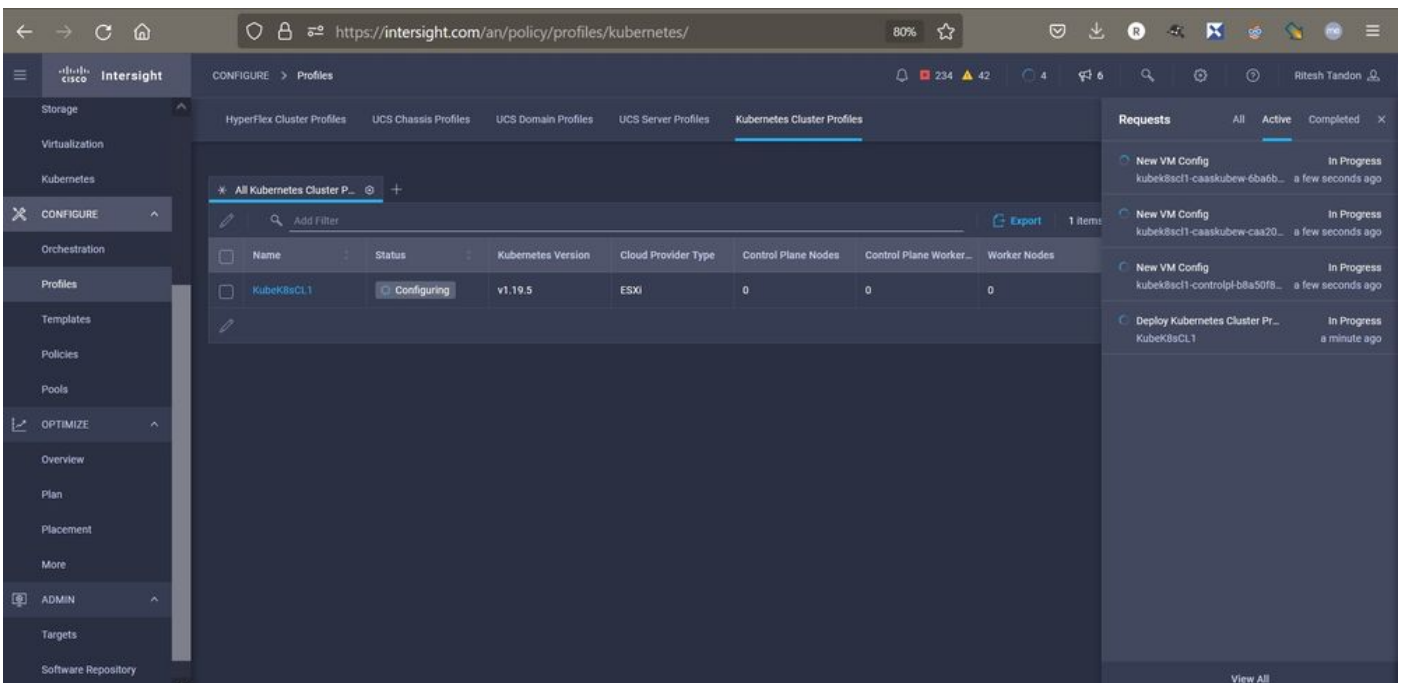 https://intersight.com/an/policy/profiles/kubernetes/ 80% R me
cisco Intersight CONFIGURE > Profiles 234 42 4 6 Ritesh Tandon
Storage
Virtualization
Kubernetes
CONFIGURE
Orchestration
Profiles
Templates
Policies
Pools
OPTIMIZE
Overview
Plan
Placement
More
ADMIN
Targets
Software Repository
HyperFlex Cluster Profiles UCS Chassis Profiles UCS Domain Profiles UCS Server Profiles Kubernetes Cluster Profiles
All Kubernetes Cluster P...
Add Filter Export 1 items
Name Status Kubernetes Version Cloud Provider Type Control Plane Nodes Control Plane Worker... Worker Nodes
KubeK8sCL1 Configuring v1.19.5 ESXi 0 0 0
Requests All Active Completed
New VM Config In Progress
kubek8scl1-caaskubew-6ba6b... a few seconds ago
New VM Config In Progress
kubek8scl1-caaskubew-caa20... a few seconds ago
New VM Config In Progress
kubek8scl1-controlpl-b8a50f8... a few seconds ago
Deploy Kubernetes Cluster Pr... In Progress
KubeK8sCL1 a minute ago
View All